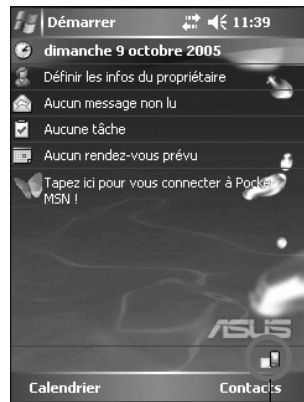 Démarrer 11:39
dimanche 9 octobre 2005
Définir les infos du propriétaire
Aucun message non lu
Aucune tâche
Aucun rendez-vous prévu
Tapez ici pour vous connecter à Pocket
MSN !
ASUS
Calendrier Contacts